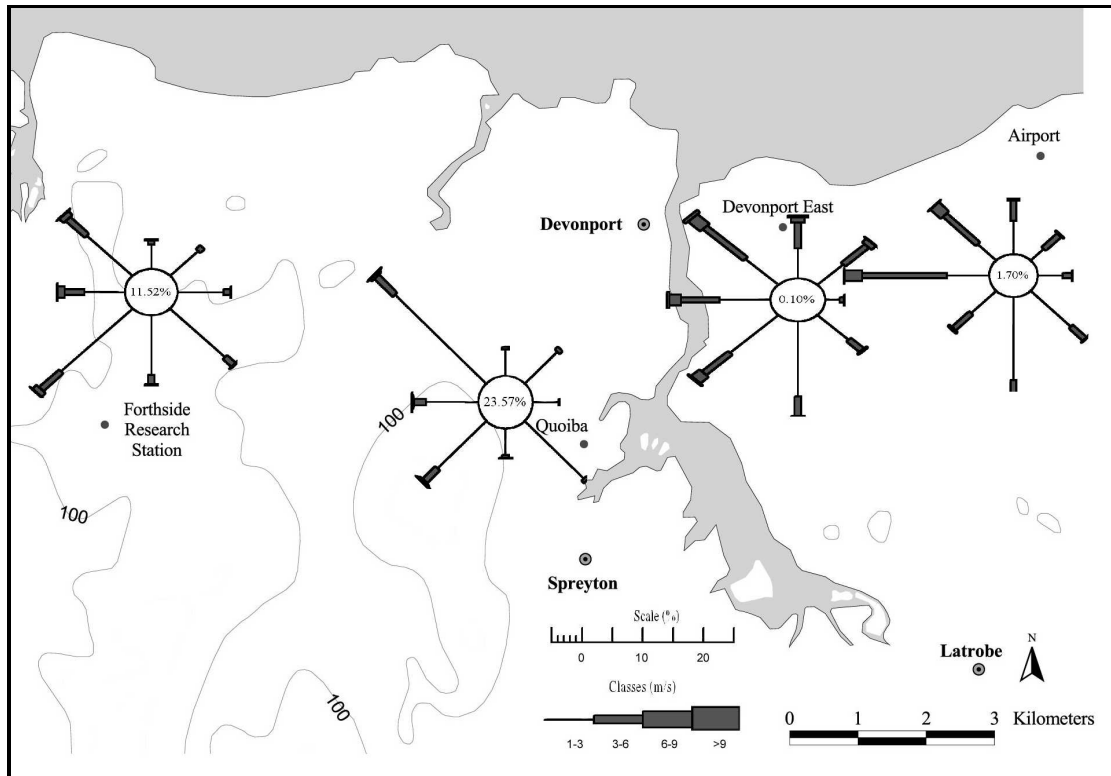 Airport
Devonport East
Devonport
11.52%
0.10%
1.70%
Forthside
Research
Station
100
23.57%
Quoiba
100
Spreyton
Scale (%)
0 10 20
Latrobe
N
Classes (m/s)
1-3 3-6 6-9 >9
100
0 1 2 3 Kilometers